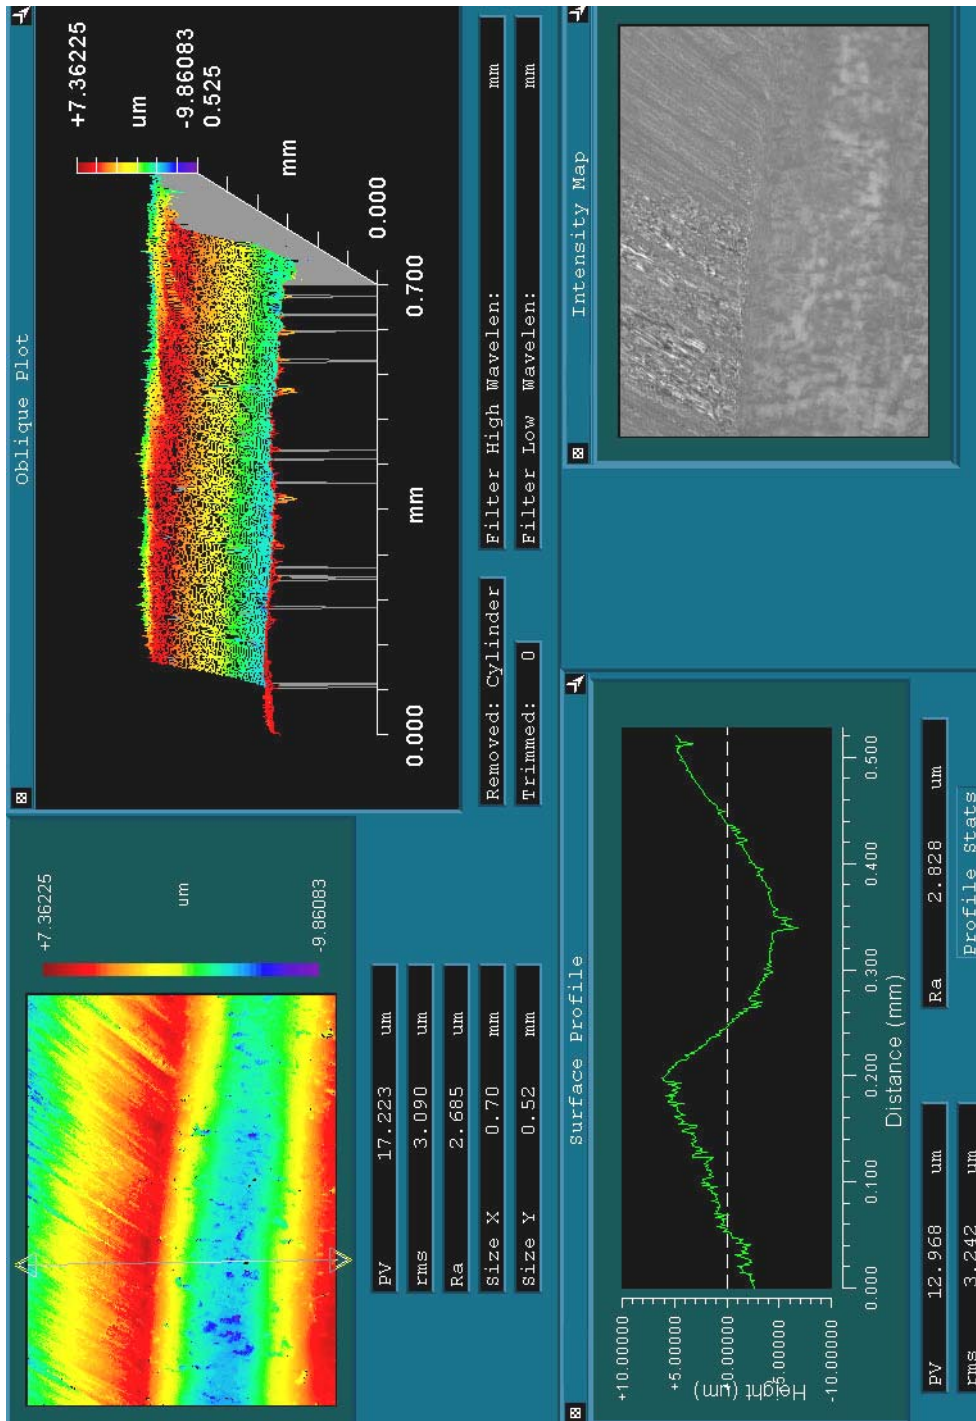 +7.36225
um
-9.86083
PV 17.223 um
rms 3.090 um
Ra 2.685 um
Size X 0.70 mm
Size Y 0.52 mm
Oblique Plot
+7.36225
um
-9.86083
0.525
mm
0.000
0.000
mm
0.700
Removed: Cylinder
Filter High Wavelen: mm
Trimmed: 0
Filter Low Wavelen: mm
Surface Profile
+10.00000
+5.00000
+0.00000
-5.00000
-10.00000
Height (um)
0.000
0.100
0.200
0.300
0.400
0.500
Distance (mm)
PV 12.968 um
Ra 2.828 um
rms 3.242 um
Profile Stats
Intensity Map